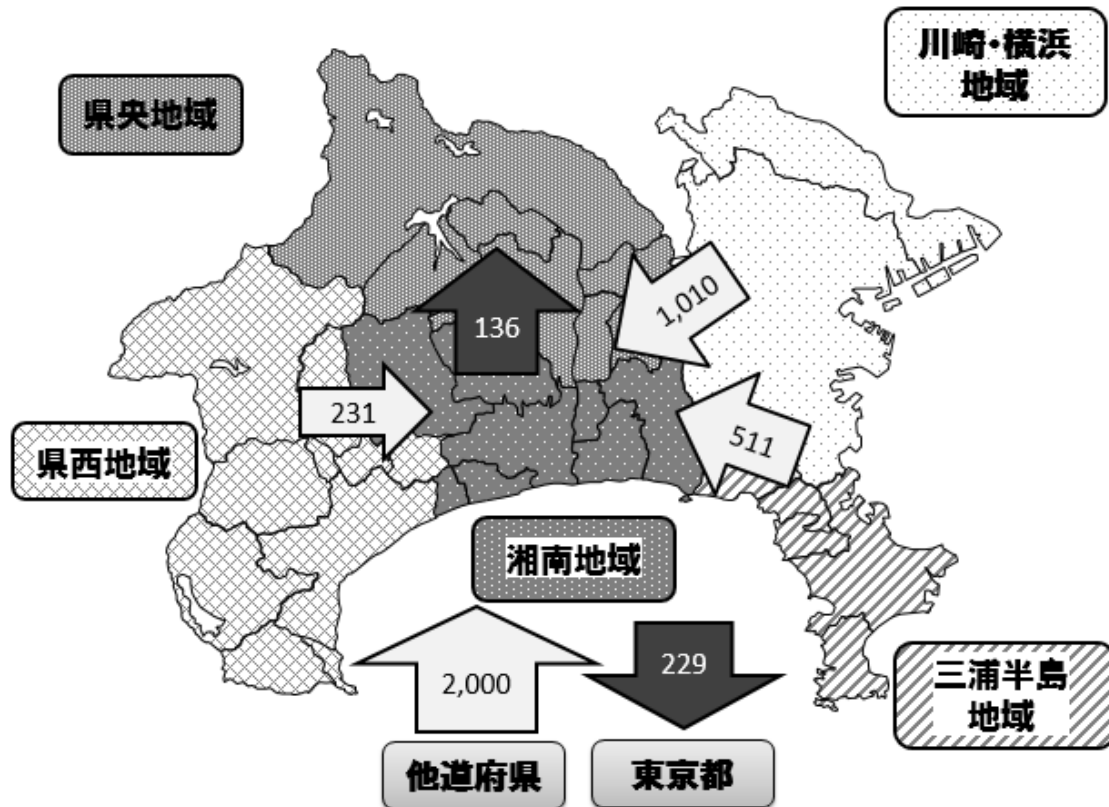 川崎・横浜
地域
県央地域
1,010
136
231
511
県西地域
湘南地域
2,000
229
三浦半島
地域
他道府県
東京都